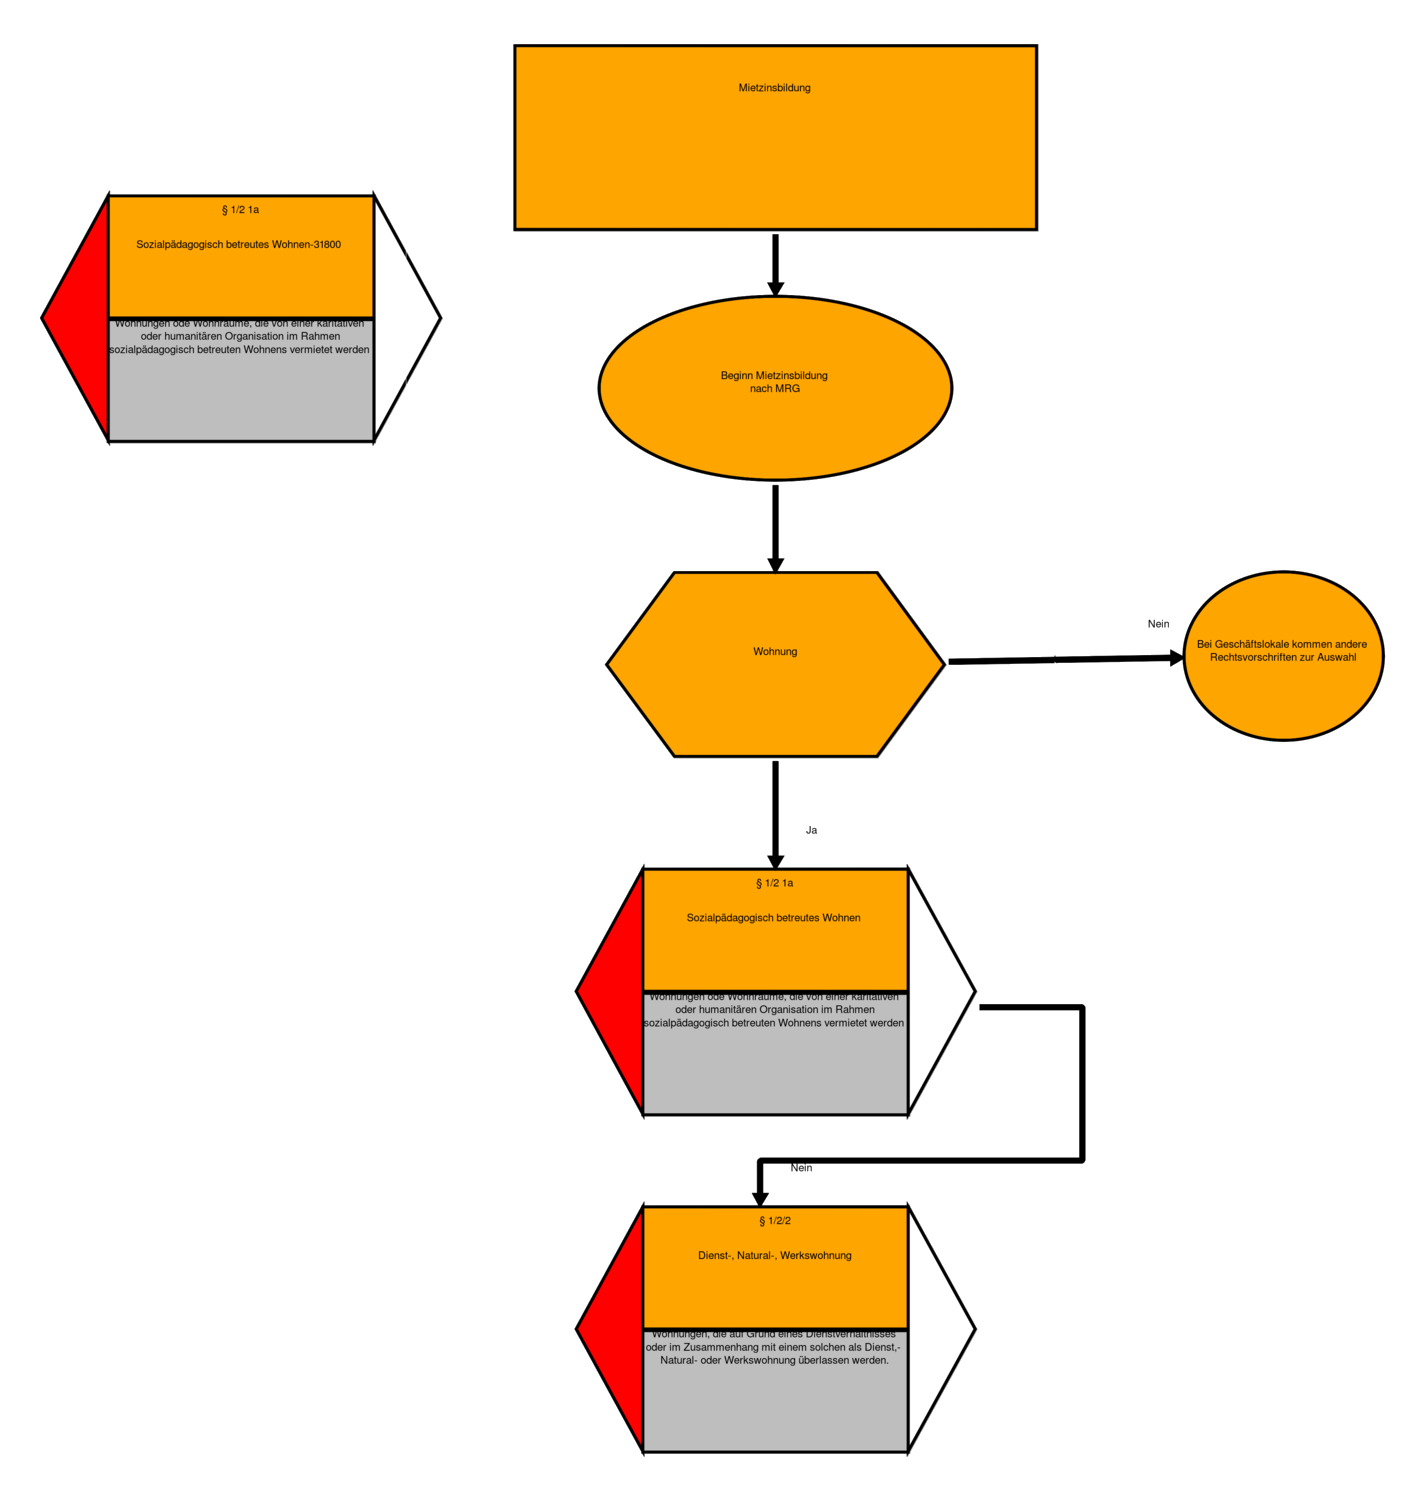 Mietzinsbildung
§ 1/2 1a
Sozialpädagogisch betreutes Wohnen-31800
Wohnungen ode Wohnräume, die von einer karitativen
oder humanitären Organisation im Rahmen
sozialpädagogisch betreuten Wohnens vermietet werden
Beginn Mietzinsbildung
nach MRG
Wohnung
Nein
Bei Geschäftslokale kommen andere
Rechtsvorschriften zur Auswahl
Ja
§ 1/2 1a
Sozialpädagogisch betreutes Wohnen
Wohnungen ode Wohnräume, die von einer karitativen
oder humanitären Organisation im Rahmen
sozialpädagogisch betreuten Wohnens vermietet werden
Nein
§ 1/2/2
Dienst-, Natural-, Werkswohnung
Wohnungen, die auf Grund eines Dienstverhältnisses
oder im Zusammenhang mit einem solchen als Dienst,-
Natural- oder Werkswohnung überlassen werden.